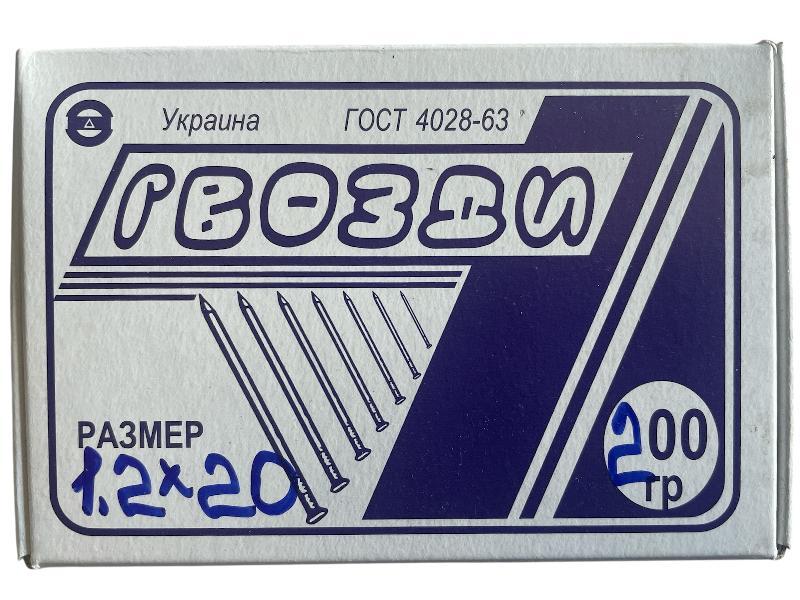 Украина ГОСТ 4028-63
ГВОЗДИ
РАЗМЕР
1.2×20
200
гр